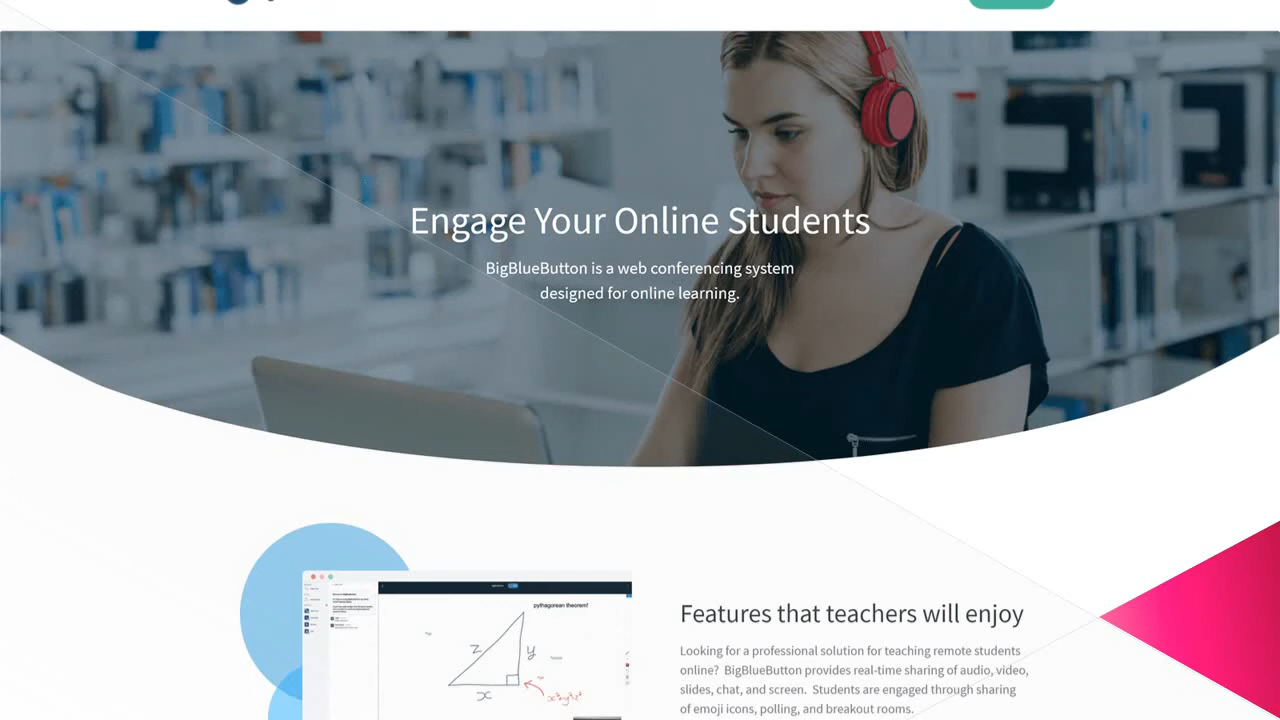 Engage Your Online Students
BigBlueButton is a web conferencing system
designed for online learning.
pythagorean theorem!
z
y
x
Features that teachers will enjoy
Looking for a professional solution for teaching remote students
online? BigBlueButton provides real-time sharing of audio, video,
slides, chat, and screen. Students are engaged through sharing
of emoji icons, polling, and breakout rooms.